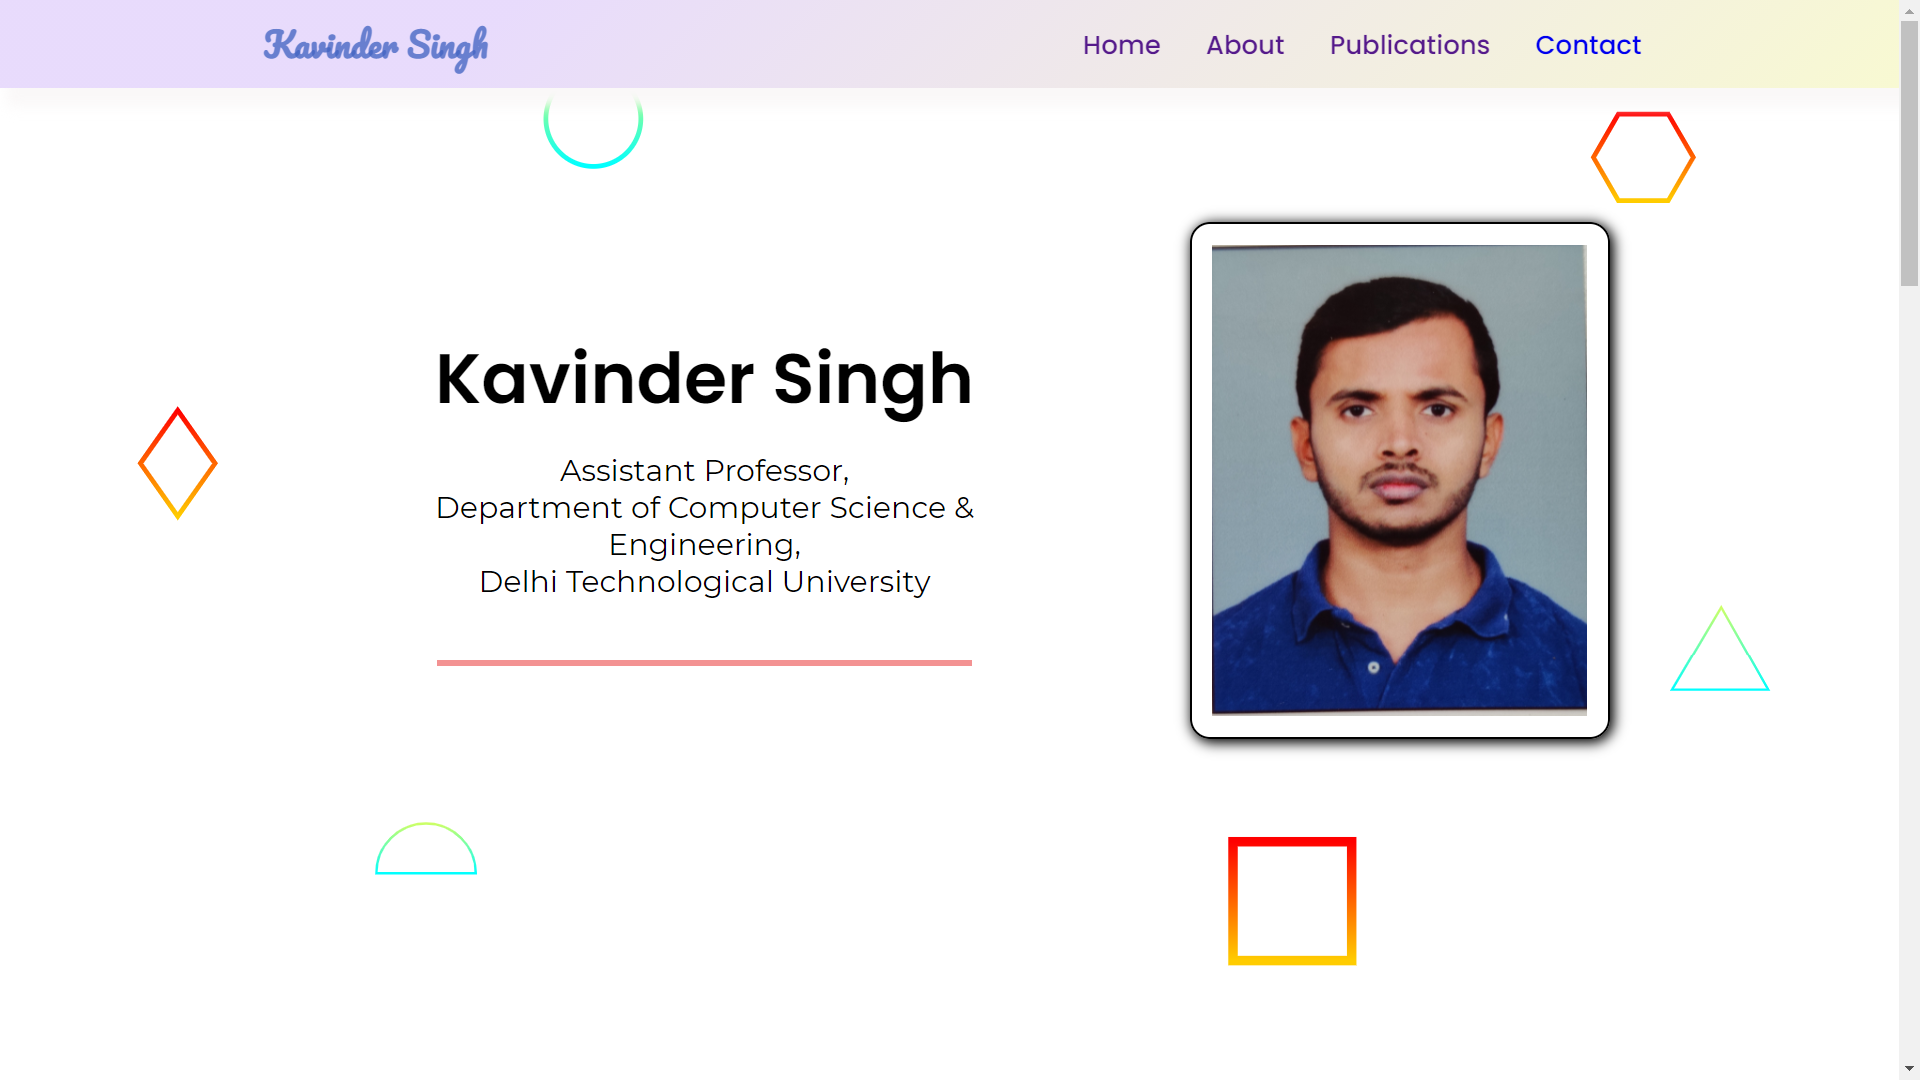 Kavinder Singh
Home About Publications Contact
Kavinder Singh
Assistant Professor,
Department of Computer Science &
Engineering,
Delhi Technological University